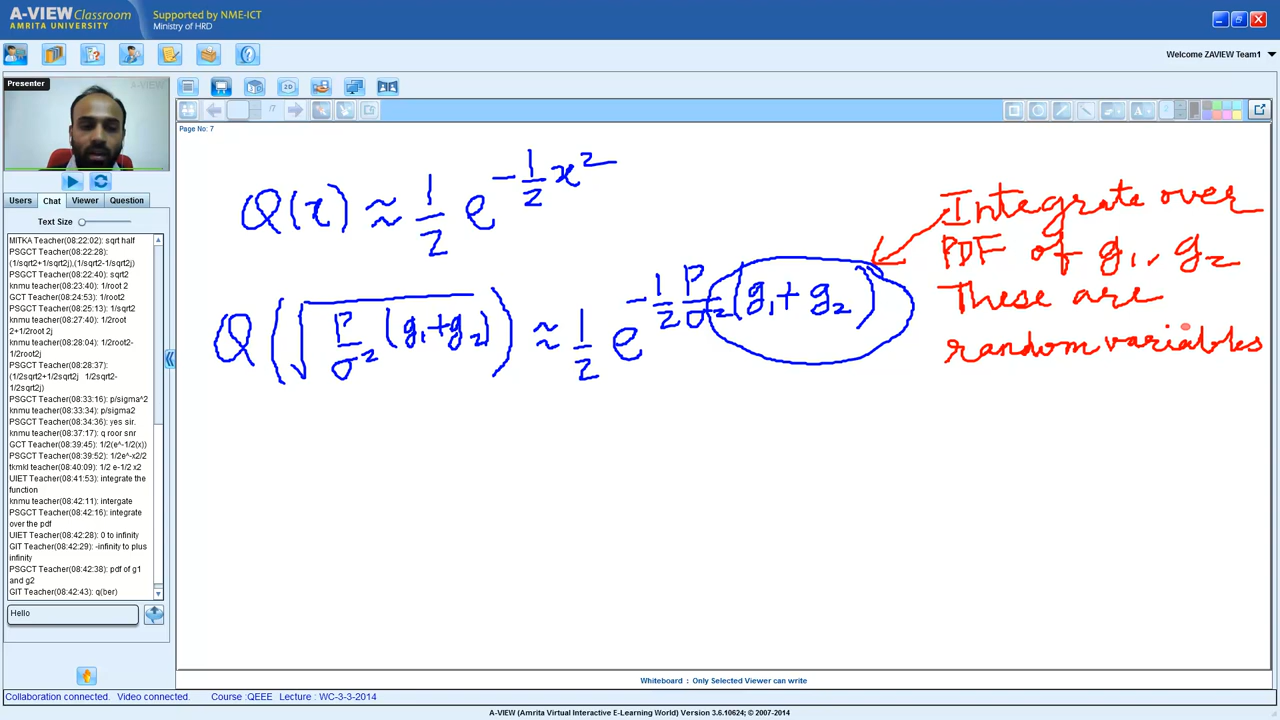 A-VIEW Classroom
AMRITA UNIVERSITY
Supported by NME-ICT
Ministry of HRD
Welcome ZAVIEW Team1
Presenter
A-VIEW
2D
/7
A
2
Page No: 7
Users Chat Viewer Question
Text Size
MITKA Teacher(08:22:02): sqrt half
PSGCT Teacher(08:22:28):
(1/sqrt2+1/sqrt2j),(1/sqrt2-1/sqrt2j)
PSGCT Teacher(08:22:40): sqrt2
knmu teacher(08:23:40): 1/root 2
GCT Teacher(08:24:53): 1/root2
PSGCT Teacher(08:25:13): 1/sqrt2
knmu teacher(08:27:40): 1/root
2+1/root 2j
knmu teacher(08:28:04): 1/root2-
1/root2j
PSGCT Teacher(08:28:37):
(1/2sqrt2+1/2sqrt2j 1/2sqrt2-
1/2sqrt2j)
PSGCT Teacher(08:33:16): p/sigma^2
knmu teacher(08:33:34): p/sigma2
PSGCT Teacher(08:34:36): yes sir.
knmu teacher(08:37:17): q roor snr
GCT Teacher(08:39:45): 1/2(e^-1/2(x))
PSGCT Teacher(08:39:52): 1/2e^-x2/2
tkmkl teacher(08:40:09): 1/2 e-1/2 x2
UIET Teacher(08:41:53): integrate the
function
knmu teacher(08:42:11): intergate
PSGCT Teacher(08:42:16): integrate
over the pdf
UIET Teacher(08:42:28): 0 to infinity
GIT Teacher(08:42:29): -infinity to plus
infinity
PSGCT Teacher(08:42:38): pdf of g1
and g2
GIT Teacher(08:42:43): q(ber)
Hello
Q(x) ≈ 1/2 e^(-1/2 x²)
Q(√(P/σ² (g₁+g₂))) ≈ 1/2 e^(-1/2 P/σ² (g₁+g₂))
Integrate over
PDF of g₁, g₂
These are
random variables
Whiteboard : Only Selected Viewer can write
Collaboration connected. Video connected. Course :QEEE Lecture : WC-3-3-2014
A-VIEW (Amrita Virtual Interactive E-Learning World) Version 3.6.10624; © 2007-2014